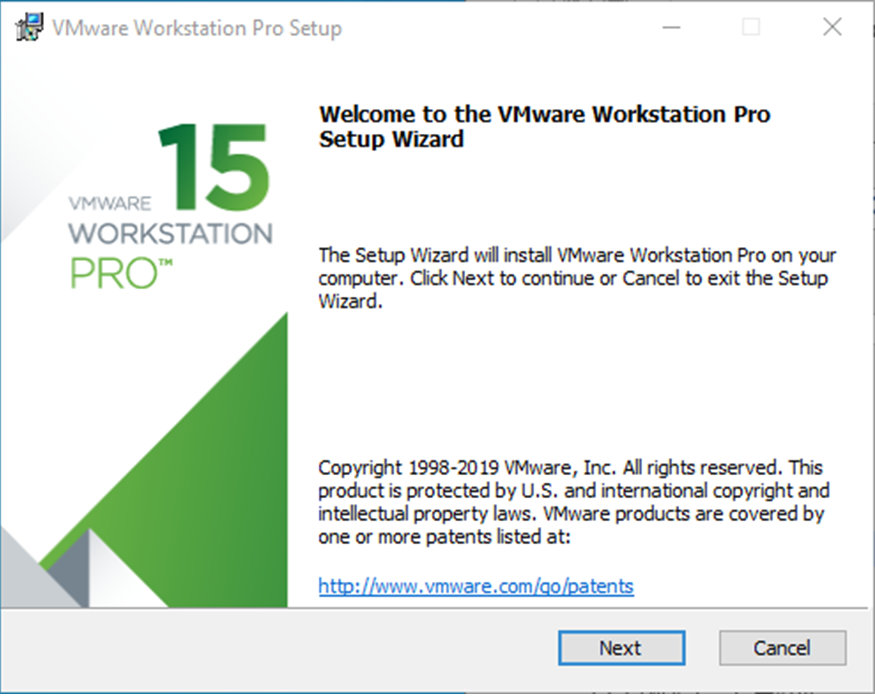 VMware Workstation Pro Setup
Welcome to the VMware Workstation Pro
Setup Wizard
15
VMWARE
WORKSTATION
PRO™
The Setup Wizard will install VMware Workstation Pro on your
computer. Click Next to continue or Cancel to exit the Setup
Wizard.
Copyright 1998-2019 VMware, Inc. All rights reserved. This
product is protected by U.S. and international copyright and
intellectual property laws. VMware products are covered by
one or more patents listed at:
http://www.vmware.com/go/patents
Next
Cancel